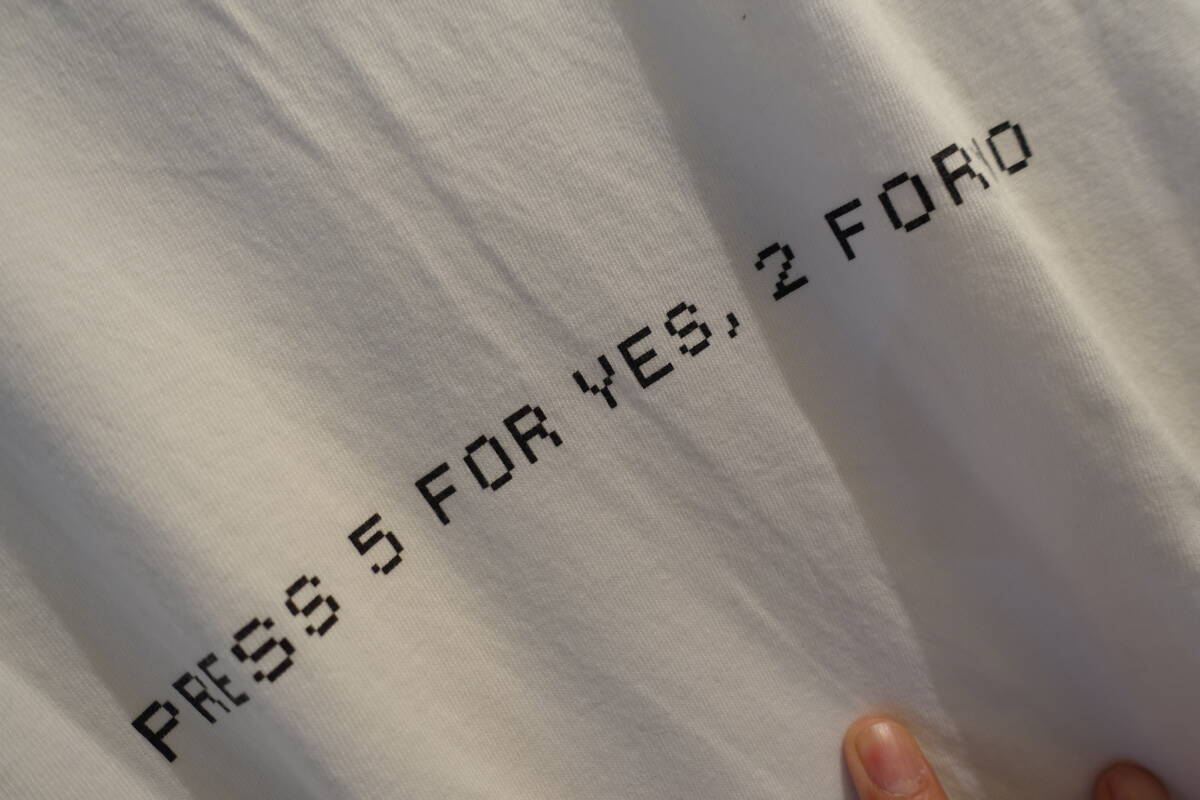 PRESS 5 FOR YES, 2 FOR NO